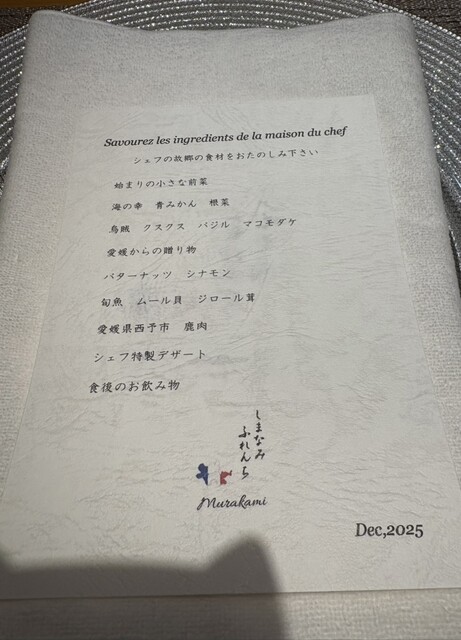 Savourez les ingredients de la maison du chef
シェフの故郷の食材をおたのしみ下さい
始まりの小さな前菜
海の幸　青みかん　根菜
烏賊　クスクス　バジル　マコモダケ
愛媛からの贈り物
バターナッツ　シナモン
旬魚　ムール貝　ジロール茸
愛媛県西予市　鹿肉
シェフ特製デザート
食後のお飲み物
しまなみ
ふれんち
Murakami
Dec,2025